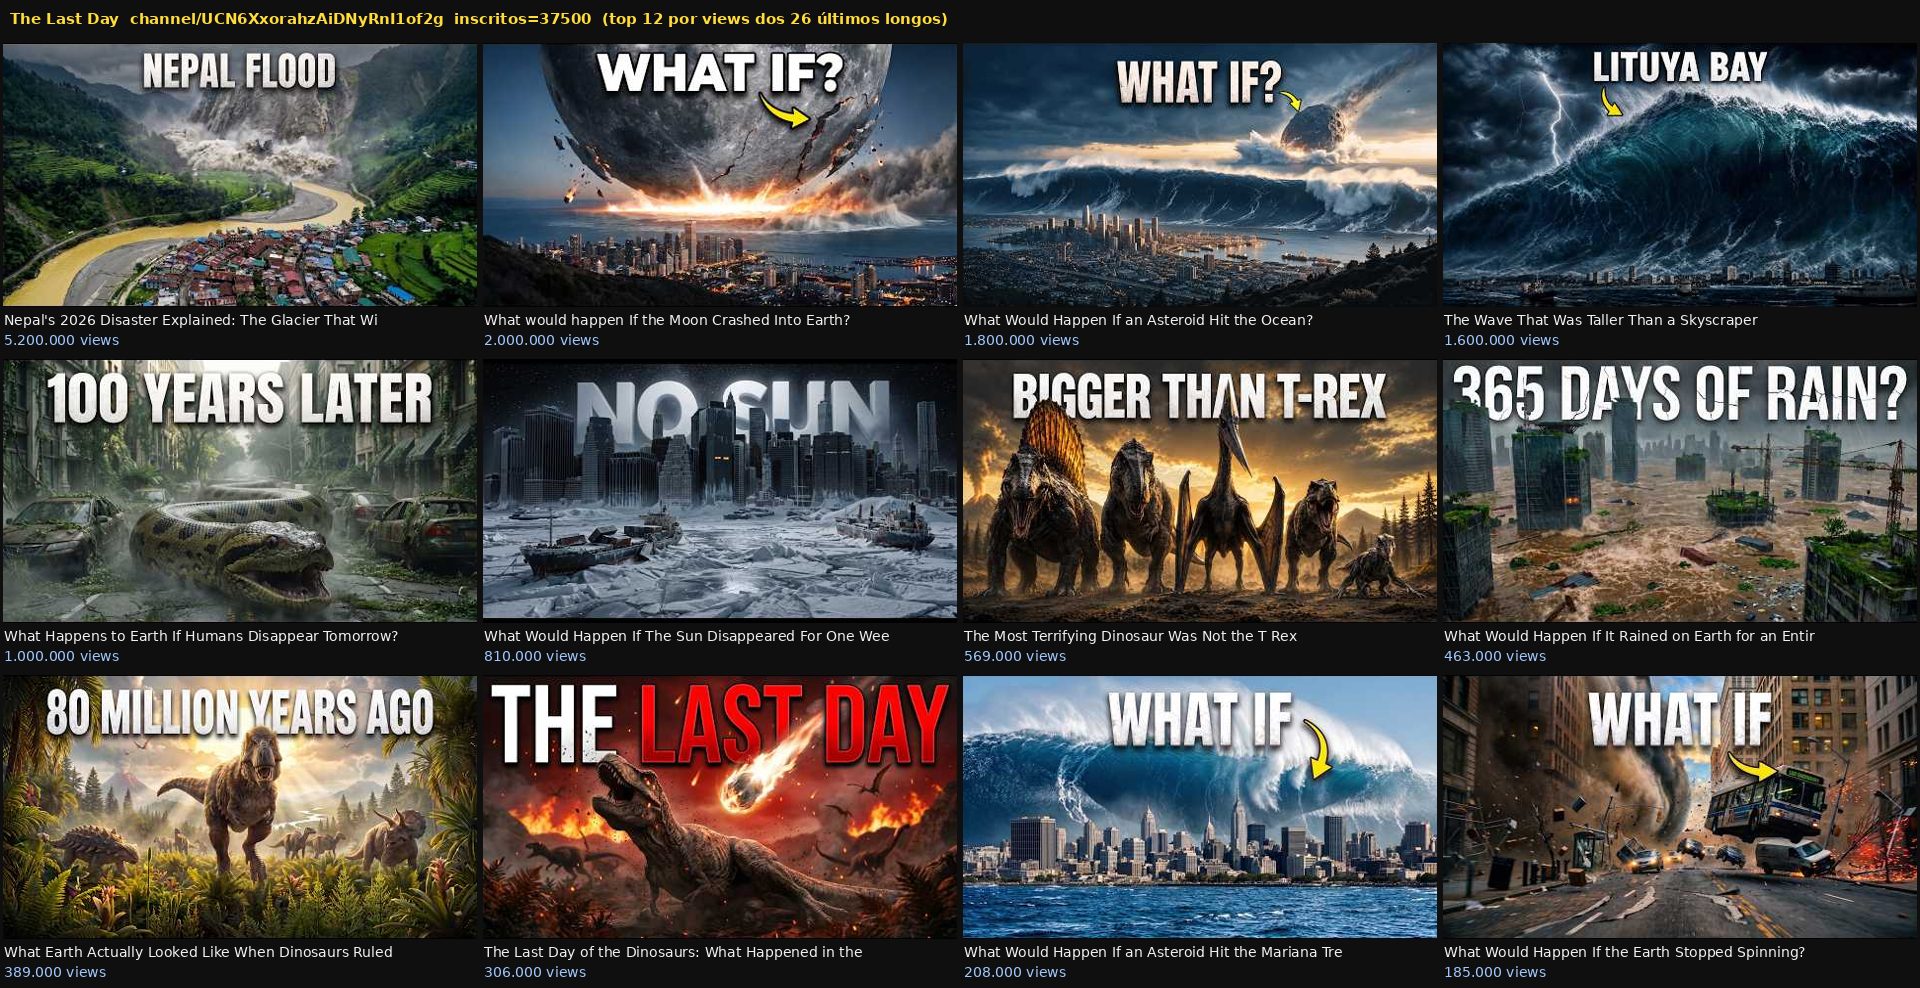 The Last Day  channel/UCN6XxorahzAiDNyRnI1of2g  inscritos=37500  (top 12 por views dos 26 últimos longos)
NEPAL FLOOD
WHAT IF?
WHAT IF?
LITUYA BAY
Nepal's 2026 Disaster Explained: The Glacier That Wi
5.200.000 views
What would happen If the Moon Crashed Into Earth?
2.000.000 views
What Would Happen If an Asteroid Hit the Ocean?
1.800.000 views
The Wave That Was Taller Than a Skyscraper
1.600.000 views
100 YEARS LATER
NO SUN
BIGGER THAN T-REX
365 DAYS OF RAIN?
What Happens to Earth If Humans Disappear Tomorrow?
1.000.000 views
What Would Happen If The Sun Disappeared For One Wee
810.000 views
The Most Terrifying Dinosaur Was Not the T Rex
569.000 views
What Would Happen If It Rained on Earth for an Entir
463.000 views
80 MILLION YEARS AGO
THE LAST DAY
WHAT IF
WHAT IF
What Earth Actually Looked Like When Dinosaurs Ruled
389.000 views
The Last Day of the Dinosaurs: What Happened in the
306.000 views
What Would Happen If an Asteroid Hit the Mariana Tre
208.000 views
What Would Happen If the Earth Stopped Spinning?
185.000 views